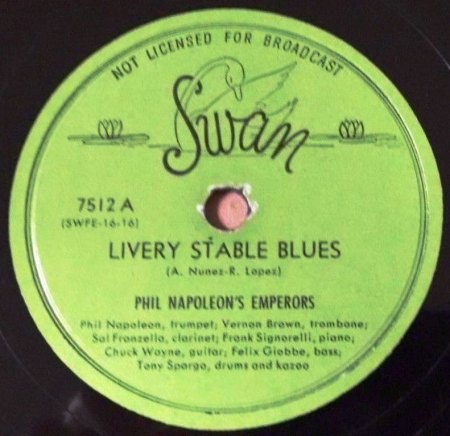 NOT LICENSED FOR BROADCAST
Swan
7512 A
(SWFE-16-16)
LIVERY STABLE BLUES
(A. Nunez-R. Lopez)
PHIL NAPOLEON'S EMPERORS
Phil Napoleon, trumpet; Vernon Brown, trombone;
Sal Franzella, clarinet; Frank Signorelli, piano;
Chuck Wayne, guitar; Felix Giobbe, bass;
Tony Spargo, drums and kazoo